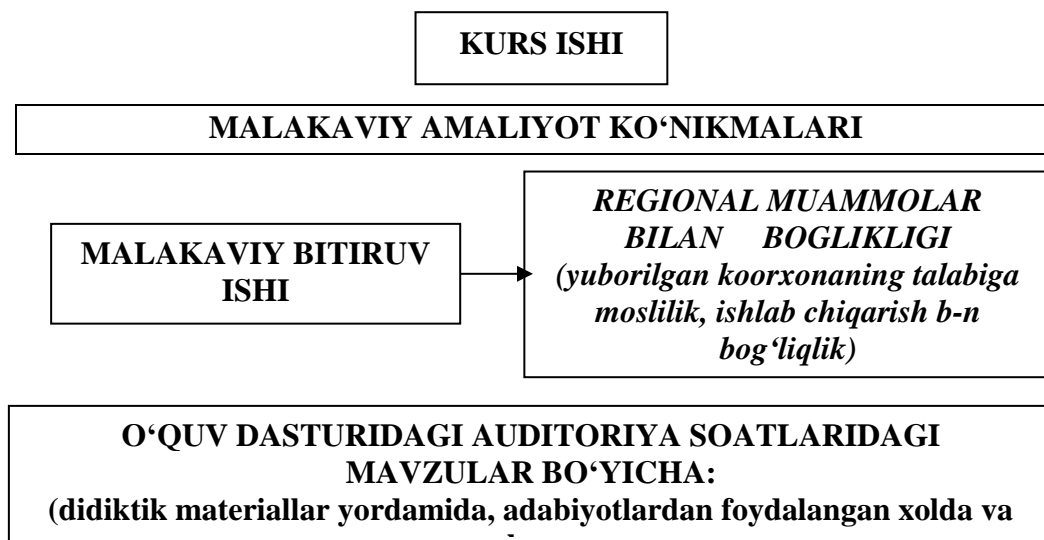 KURS ISHI
MALAKAVIY AMALIYOT KO‘NIKMALARI
MALAKAVIY BITIRUV
ISHI
REGIONAL MUAMMOLAR
BILAN BOGLIKLIGI
(yuborilgan koorxonaning talabiga
moslilik, ishlab chiqarish b-n
bog‘liqlik)
O‘QUV DASTURIDAGI AUDITORIYA SOATLARIDAGI
MAVZULAR BO‘YICHA:
(didiktik materiallar yordamida, adabiyotlardan foydalangan xolda va